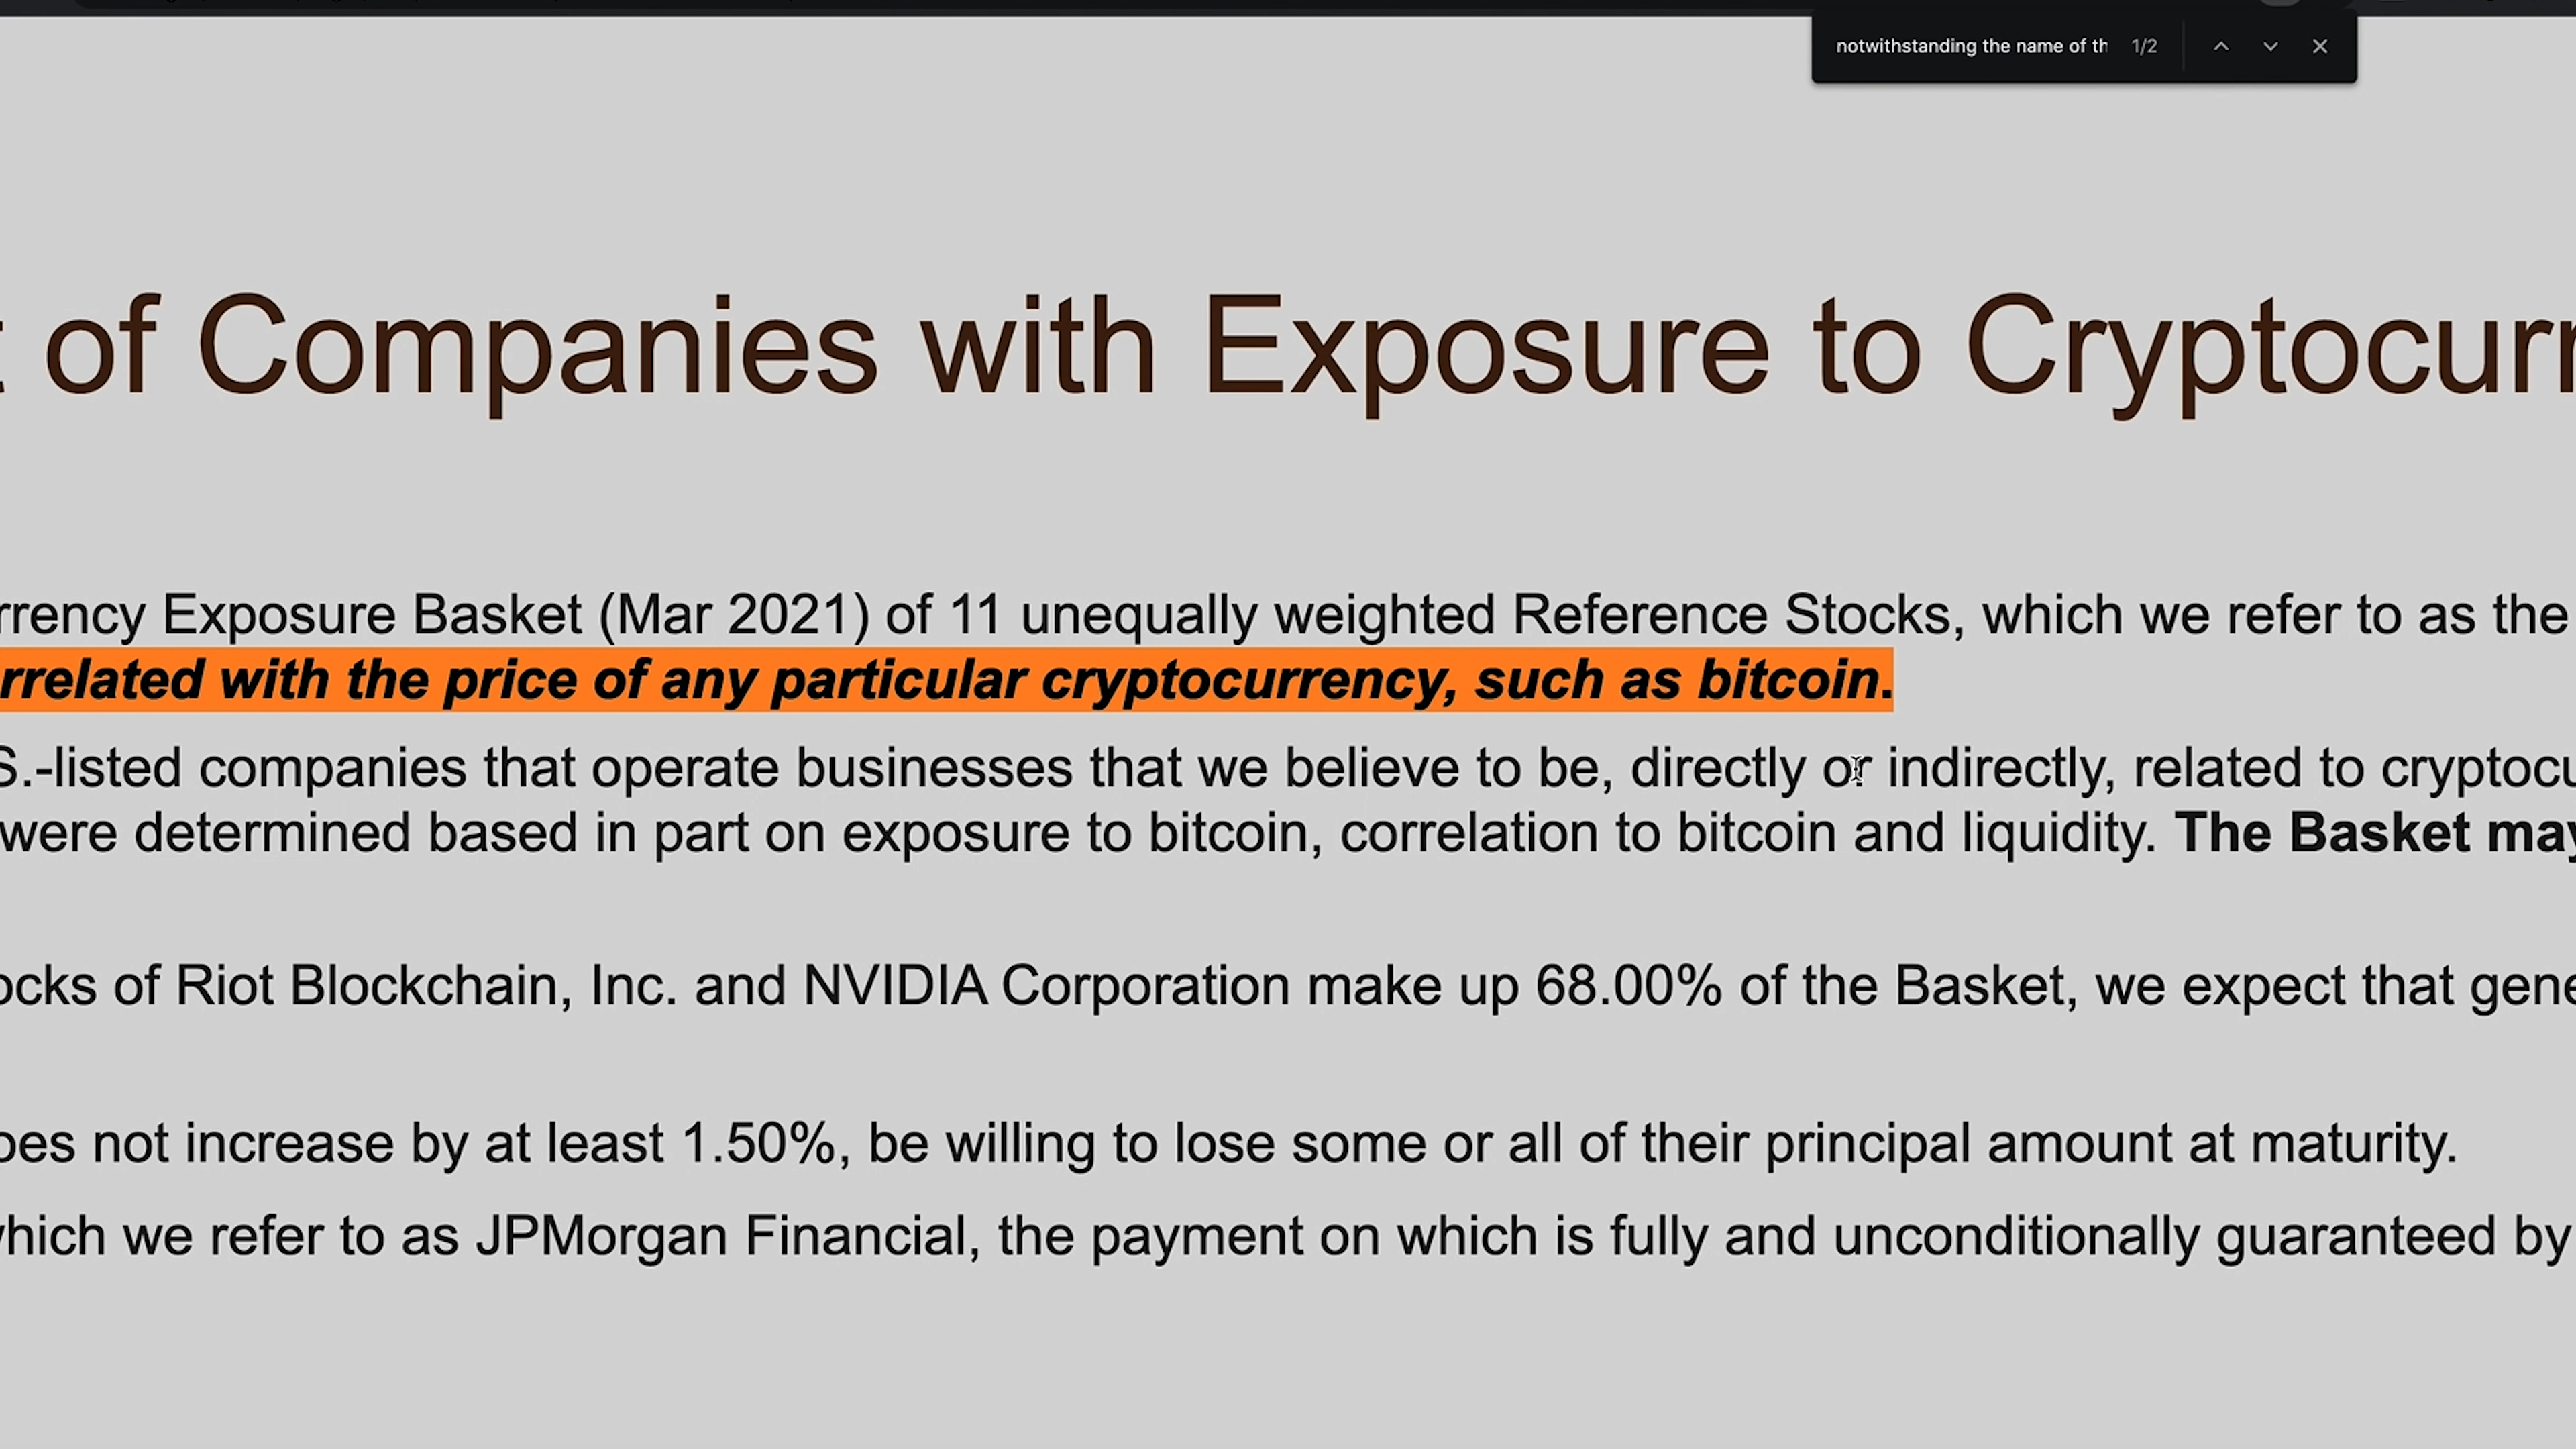 notwithstanding the name of th 1/2
of Companies with Exposure to Cryptocurr
rrency Exposure Basket (Mar 2021) of 11 unequally weighted Reference Stocks, which we refer to as the
rrelated with the price of any particular cryptocurrency, such as bitcoin.
S.-listed companies that operate businesses that we believe to be, directly or indirectly, related to cryptocu
were determined based in part on exposure to bitcoin, correlation to bitcoin and liquidity. The Basket may
ocks of Riot Blockchain, Inc. and NVIDIA Corporation make up 68.00% of the Basket, we expect that gene
oes not increase by at least 1.50%, be willing to lose some or all of their principal amount at maturity.
which we refer to as JPMorgan Financial, the payment on which is fully and unconditionally guaranteed by